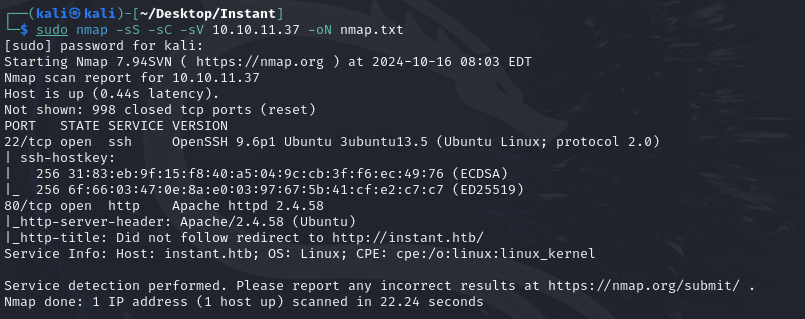 ┌──(kali㉿kali)-[~/Desktop/Instant]
└─$ sudo nmap -sS -sC -sV 10.10.11.37 -oN nmap.txt
[sudo] password for kali:
Starting Nmap 7.94SVN ( https://nmap.org ) at 2024-10-16 08:03 EDT
Nmap scan report for 10.10.11.37
Host is up (0.44s latency).
Not shown: 998 closed tcp ports (reset)
PORT   STATE SERVICE VERSION
22/tcp open  ssh     OpenSSH 9.6p1 Ubuntu 3ubuntu13.5 (Ubuntu Linux; protocol 2.0)
| ssh-hostkey:
|   256 31:83:eb:9f:15:f8:40:a5:04:9c:cb:3f:f6:ec:49:76 (ECDSA)
|_  256 6f:66:03:47:0e:8a:e0:03:97:67:5b:41:cf:e2:c7:c7 (ED25519)
80/tcp open  http    Apache httpd 2.4.58
|_http-server-header: Apache/2.4.58 (Ubuntu)
|_http-title: Did not follow redirect to http://instant.htb/
Service Info: Host: instant.htb; OS: Linux; CPE: cpe:/o:linux:linux_kernel

Service detection performed. Please report any incorrect results at https://nmap.org/submit/ .
Nmap done: 1 IP address (1 host up) scanned in 22.24 seconds